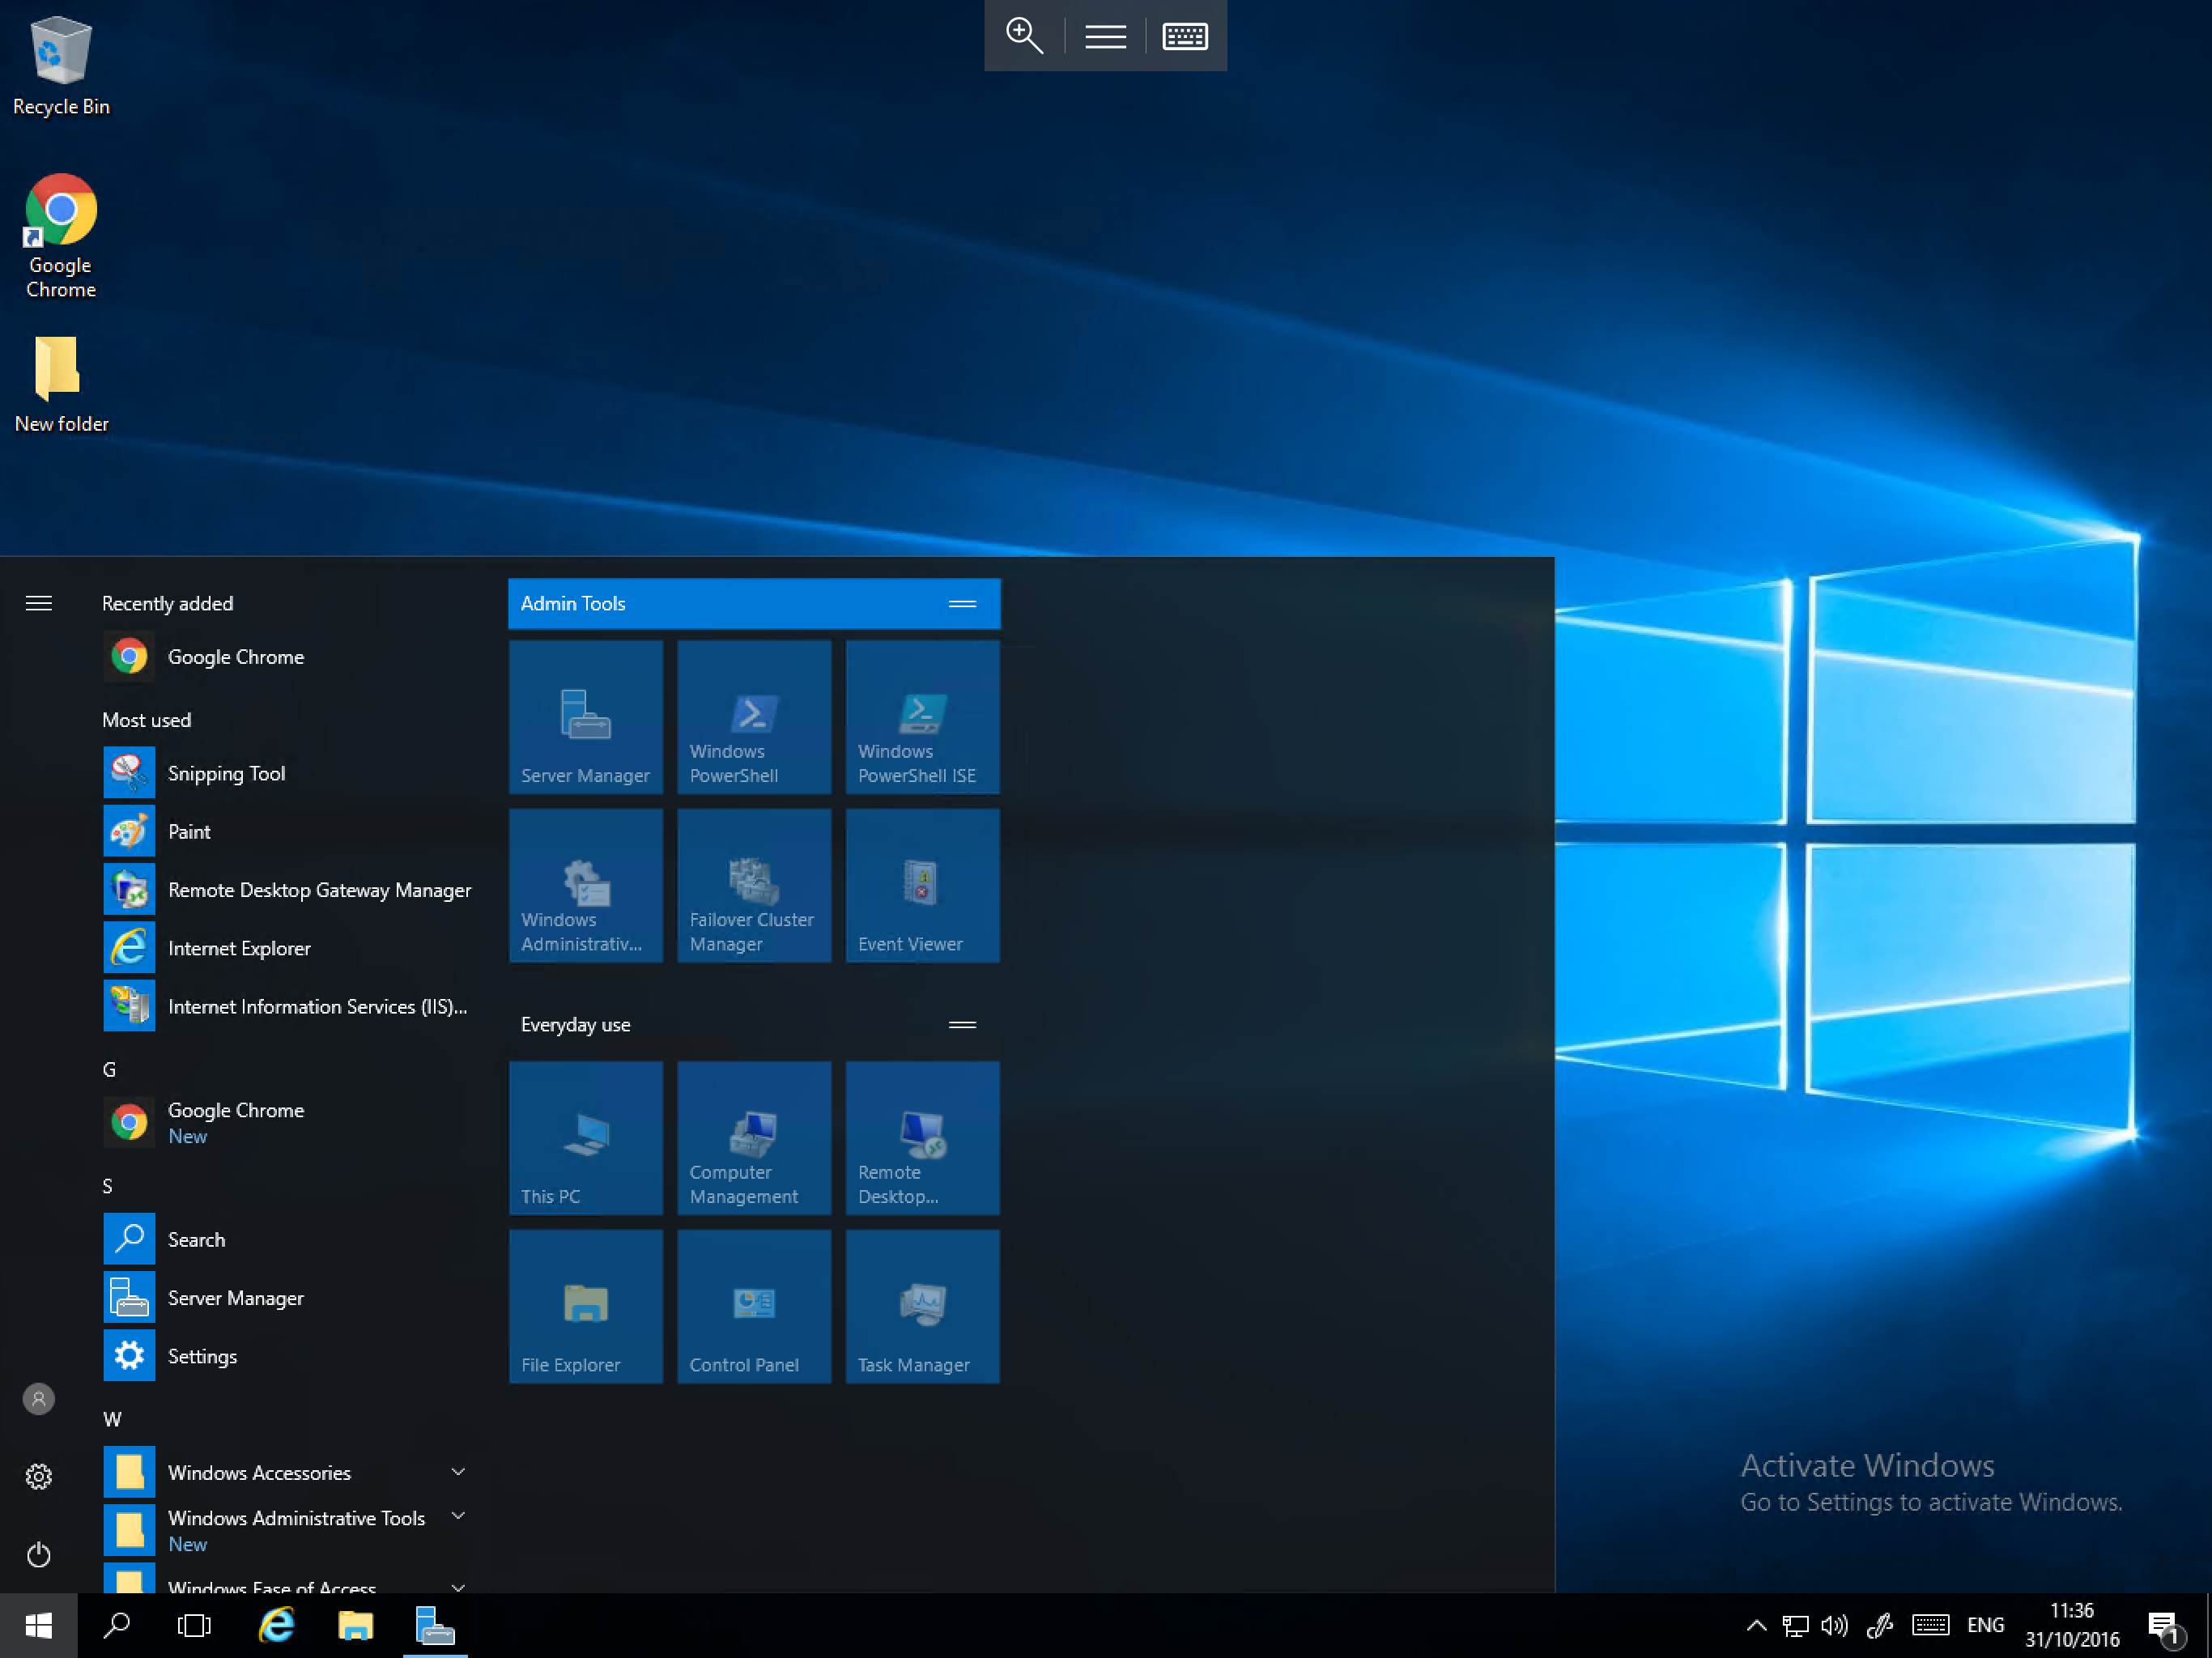 Recycle Bin
Google
Chrome
New folder
Recently added
Google Chrome
Most used
Snipping Tool
Paint
Remote Desktop Gateway Manager
Internet Explorer
Internet Information Services (IIS)...
G
Google Chrome
New
S
Search
Server Manager
Settings
W
Windows Accessories
Windows Administrative Tools
New
Windows Ease of Access
Admin Tools
Server Manager
Windows
PowerShell
Windows
PowerShell ISE
Windows
Administrativ...
Failover Cluster
Manager
Event Viewer
Everyday use
This PC
Computer
Management
Remote
Desktop...
File Explorer
Control Panel
Task Manager
Activate Windows
Go to Settings to activate Windows.
ENG
11:36
31/10/2016
1